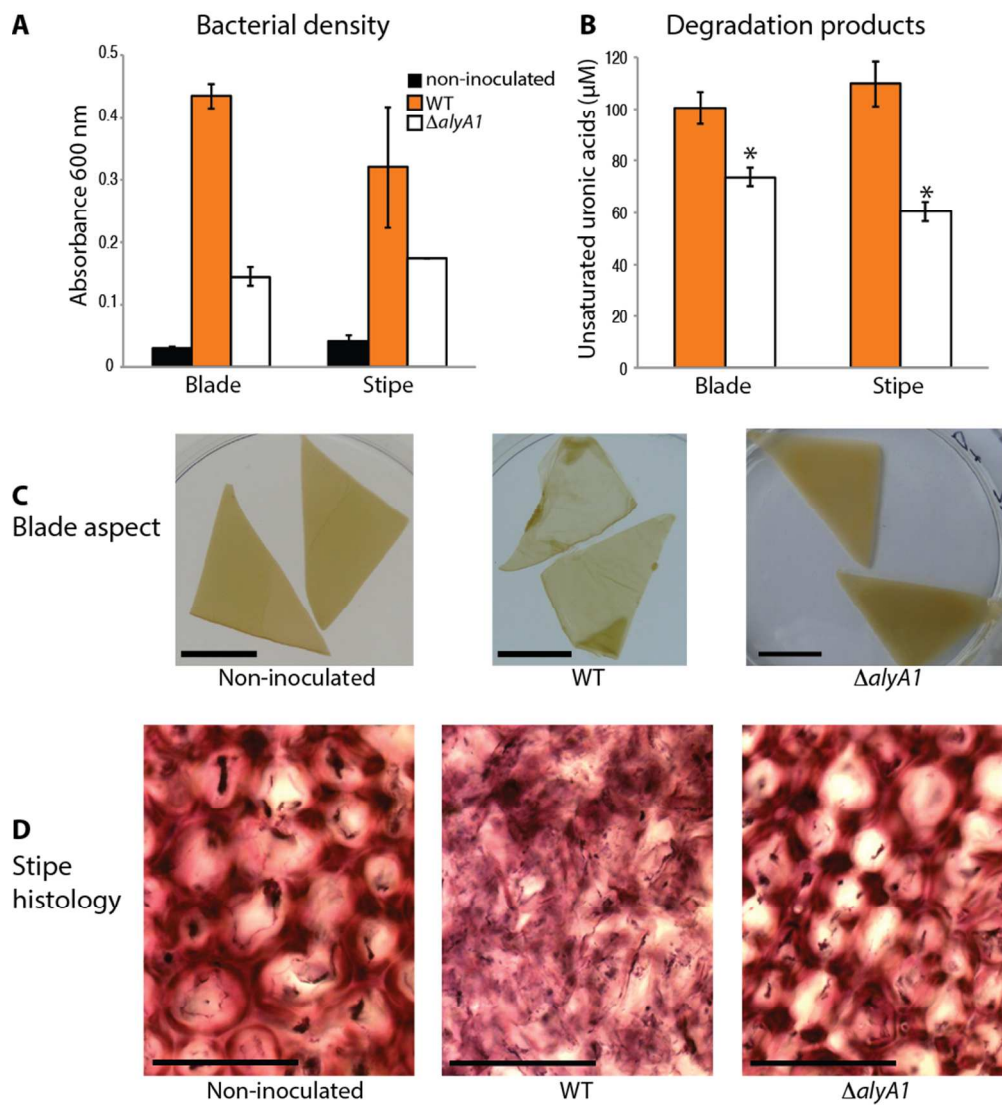 A Bacterial density
0.5
0.4
0.3
0.2
0.1
0
Absorbance 600 nm
non-inoculated
WT
ΔalyA1
Blade Stipe
B Degradation products
120
100
80
60
40
20
0
Unsaturated uronic acids (µM)
*
*
Blade Stipe
C
Blade aspect
Non-inoculated WT ΔalyA1
D
Stipe
histology
Non-inoculated WT ΔalyA1